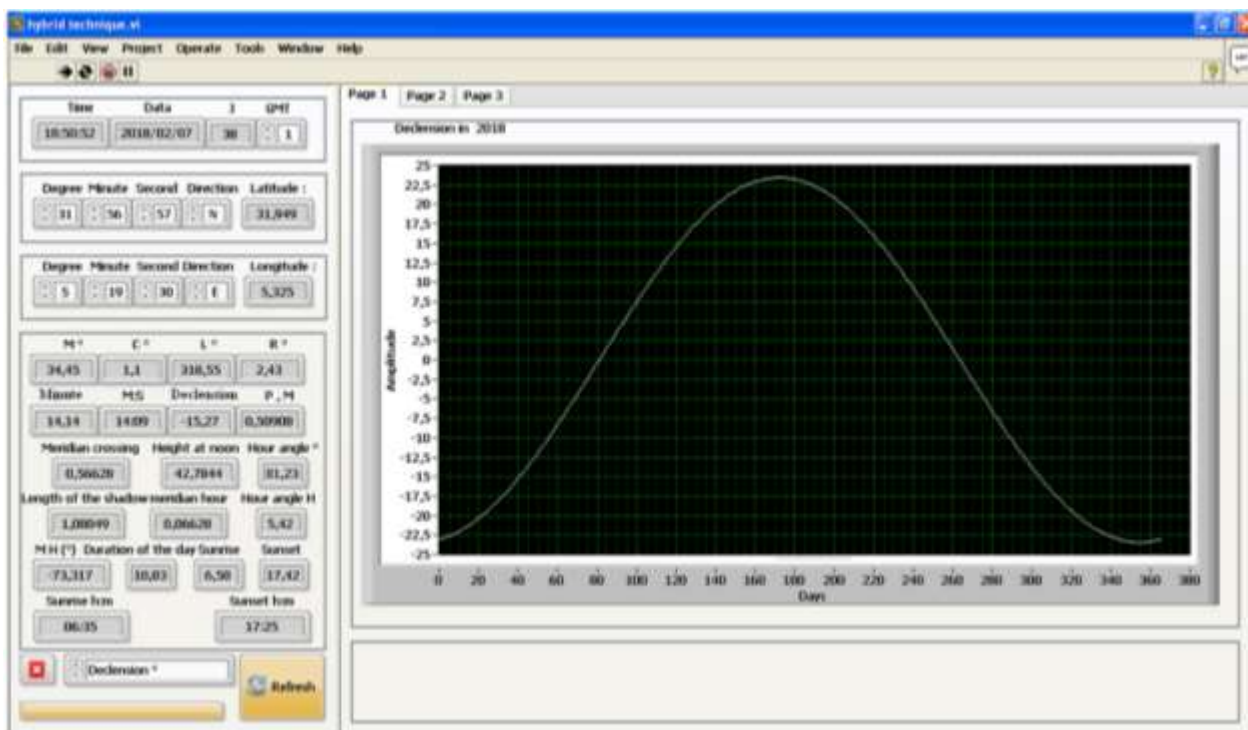 hybrid technique.vi
File Edit View Project Operate Tools Window Help
Page 1 Page 2 Page 3
Time Data J GMT
18:50:52 2018/02/07 38 1
Degree Minute Second Direction Latitude :
31 56 57 N 31,949
Degree Minute Second Direction Longitude :
5 19 30 E 5,325
M ° C ° L ° R °
34,45 1,1 318,55 2,43
Minute M:S Declension P , M
14,14 14:09 -15,27 0,50908
Meridian crossing Height at noon Hour angle °
0,56628 42,7844 81,23
Length of the shadow meridian hour Hour angle H
1,08049 0,06628 5,42
M H (°) Duration of the day Sunrise Sunset
-73,317 10,83 6,58 17,42
Sunrise h:m Sunset h:m
06:35 17:25
Declension °
Refresh
Declension in 2018
25
22,5
20
17,5
15
12,5
10
7,5
5
2,5
0
-2,5
-5
-7,5
-10
-12,5
-15
-17,5
-20
-22,5
-25
Amplitude
0 20 40 60 80 100 120 140 160 180 200 220 240 260 280 300 320 340 360 380
Days